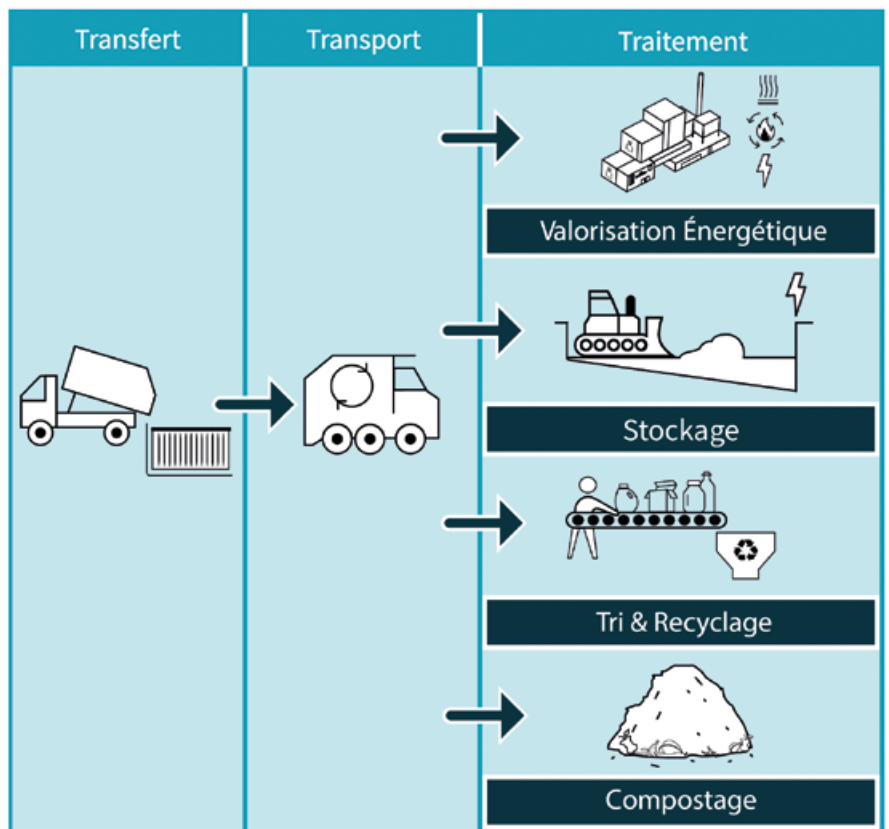 Transfert
Transport
Traitement
Valorisation Énergétique
Stockage
Tri & Recyclage
Compostage